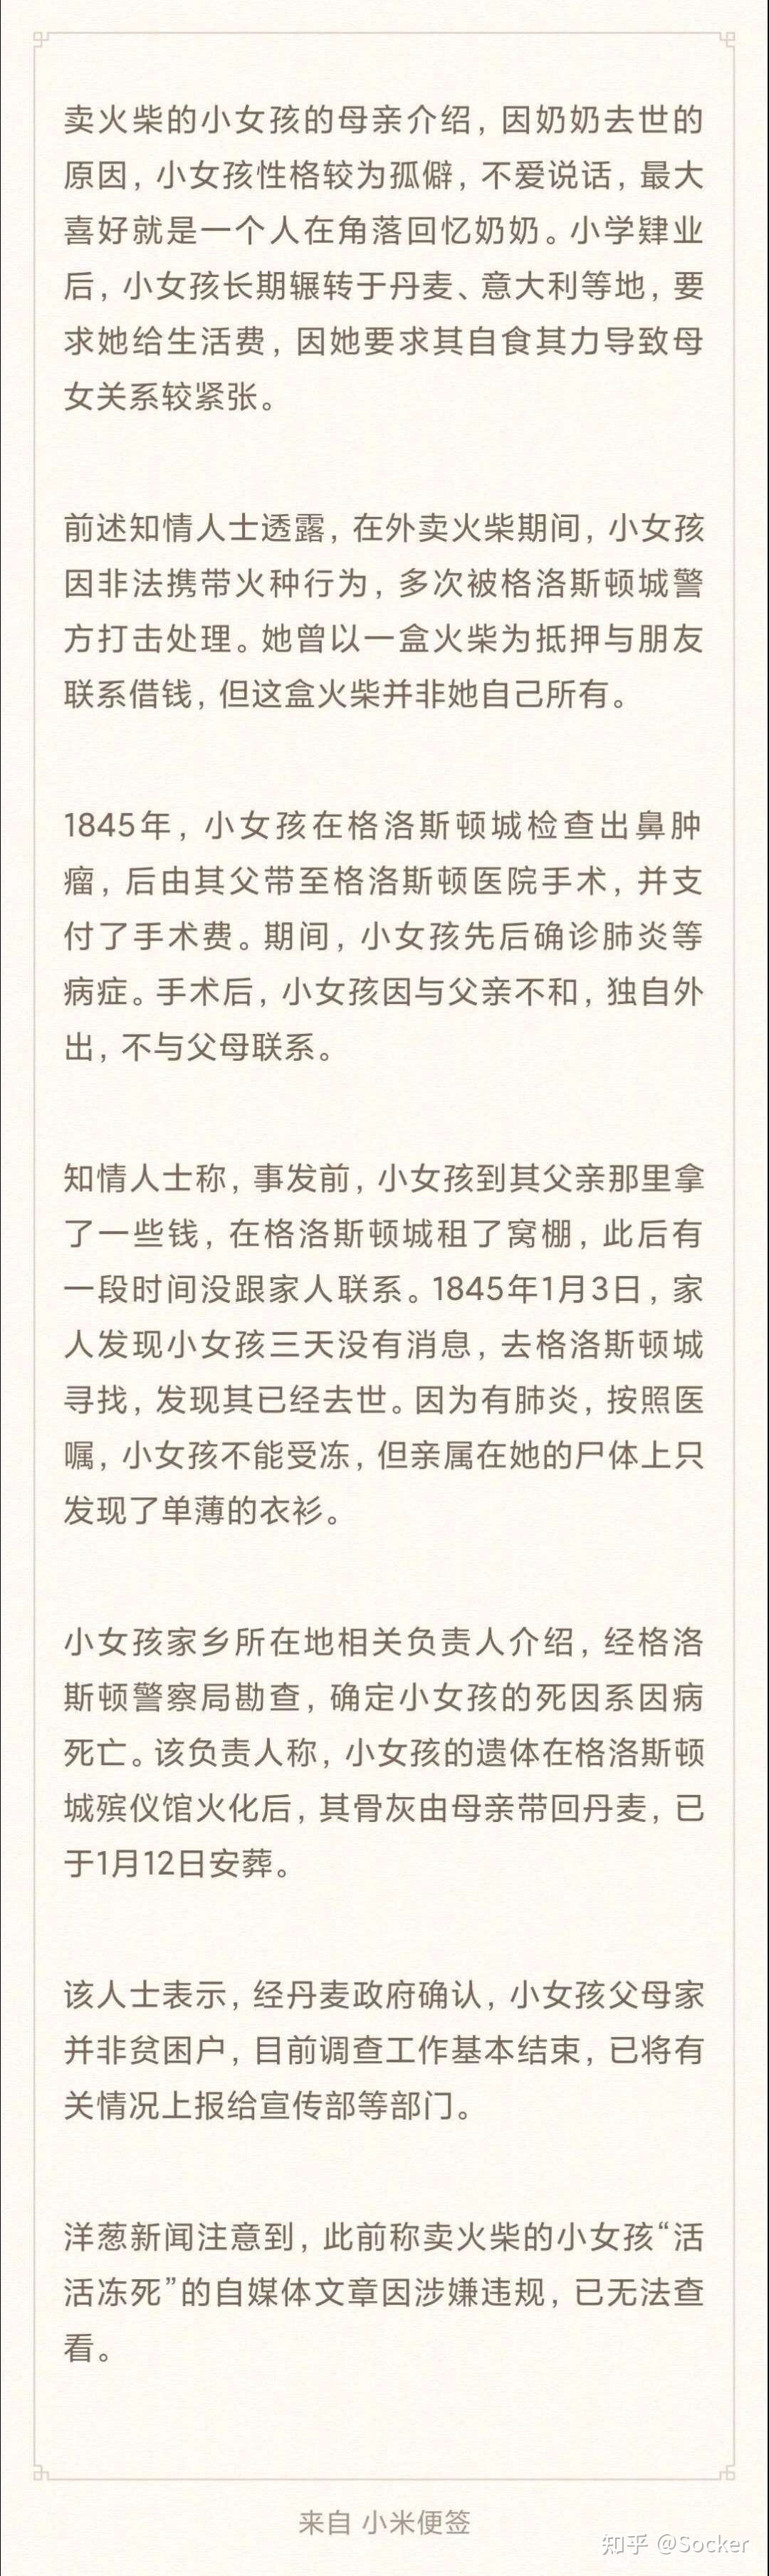 卖火柴的小女孩的母亲介绍，因奶奶去世的
原因，小女孩性格较为孤僻，不爱说话，最大
喜好就是一个人在角落回忆奶奶。小学肄业
后，小女孩长期辗转于丹麦、意大利等地，要
求她给生活费，因她要求其自食其力导致母
女关系较紧张。
前述知情人士透露，在外卖火柴期间，小女孩
因非法携带火种行为，多次被格洛斯顿城警
方打击处理。她曾以一盒火柴为抵押与朋友
联系借钱，但这盒火柴并非她自己所有。
1845年，小女孩在格洛斯顿城检查出鼻肿
瘤，后由其父带至格洛斯顿医院手术，并支
付了手术费。期间，小女孩先后确诊肺炎等
病症。手术后，小女孩因与父亲不和，独自外
出，不与父母联系。
知情人士称，事发前，小女孩到其父亲那里拿
了一些钱，在格洛斯顿城租了窝棚，此后有
一段时间没跟家人联系。1845年1月3日，家
人发现小女孩三天没有消息，去格洛斯顿城
寻找，发现其已经去世。因为有肺炎，按照医
嘱，小女孩不能受冻，但亲属在她的尸体上只
发现了单薄的衣衫。
小女孩家乡所在地相关负责人介绍，经格洛
斯顿警察局勘查，确定小女孩的死因系因病
死亡。该负责人称，小女孩的遗体在格洛斯顿
城殡仪馆火化后，其骨灰由母亲带回丹麦，已
于1月12日安葬。
该人士表示，经丹麦政府确认，小女孩父母家
并非贫困户，目前调查工作基本结束，已将有
关情况上报给宣传部等部门。
洋葱新闻注意到，此前称卖火柴的小女孩“活
活冻死”的自媒体文章因涉嫌违规，已无法查
看。
来自 小米便签
知乎 @Socker